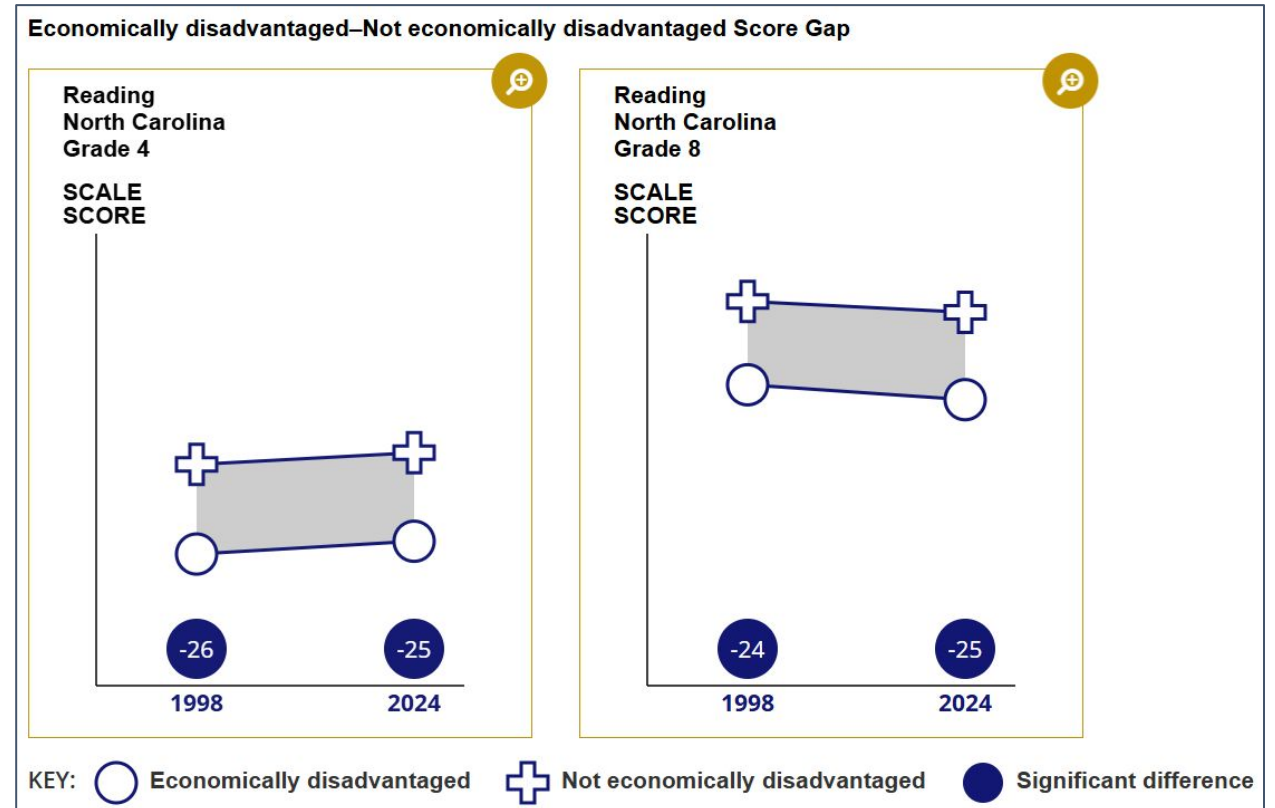 Economically disadvantaged–Not economically disadvantaged Score Gap
Reading
North Carolina
Grade 4
SCALE
SCORE
-26
-25
1998
2024
Reading
North Carolina
Grade 8
SCALE
SCORE
-24
-25
1998
2024
KEY: Economically disadvantaged Not economically disadvantaged Significant difference